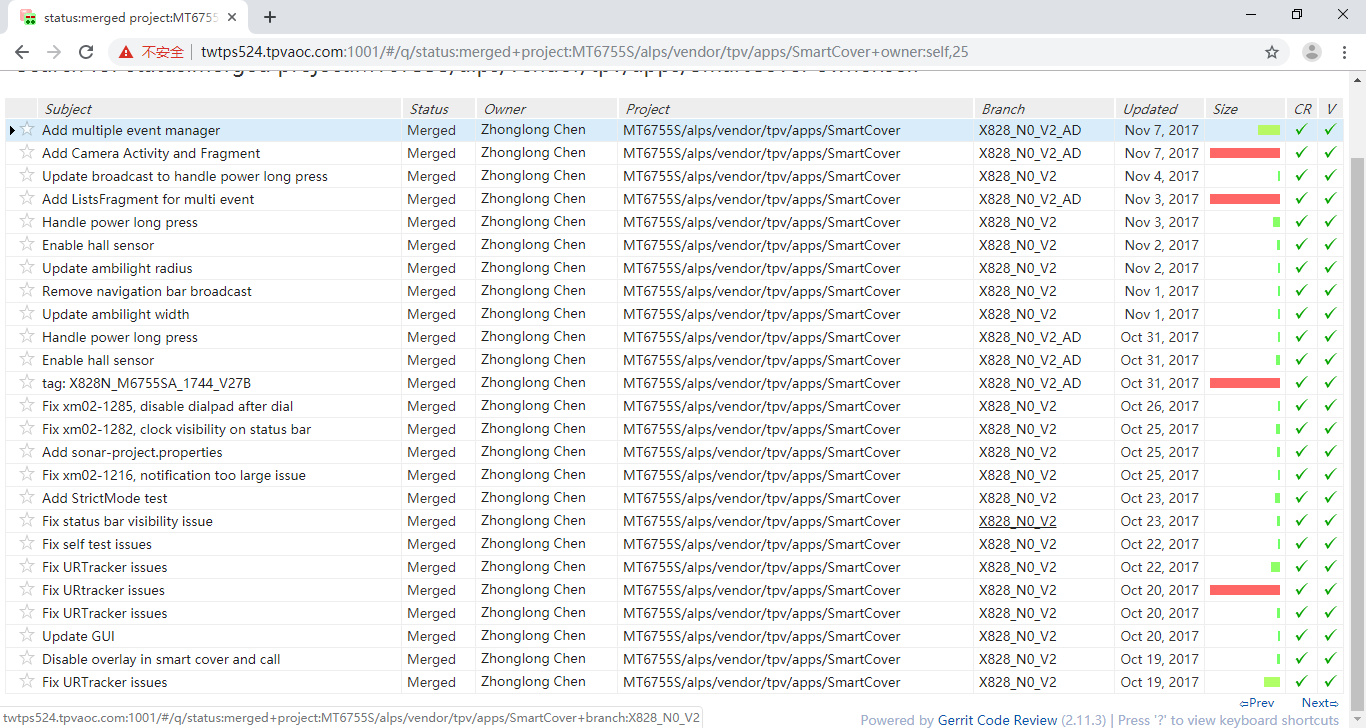 status:merged project:MT6755S
不安全 twtps524.tpvaoc.com:1001/#/q/status:merged+project:MT6755S/alps/vendor/tpv/apps/SmartCover+owner:self,25
Search for status:merged project:MT6755S/alps/vendor/tpv/apps/SmartCover owner:self
Subject Status Owner Project Branch Updated Size CR V
Add multiple event manager Merged Zhonglong Chen MT6755S/alps/vendor/tpv/apps/SmartCover X828_N0_V2_AD Nov 7, 2017
Add Camera Activity and Fragment Merged Zhonglong Chen MT6755S/alps/vendor/tpv/apps/SmartCover X828_N0_V2_AD Nov 7, 2017
Update broadcast to handle power long press Merged Zhonglong Chen MT6755S/alps/vendor/tpv/apps/SmartCover X828_N0_V2 Nov 4, 2017
Add ListsFragment for multi event Merged Zhonglong Chen MT6755S/alps/vendor/tpv/apps/SmartCover X828_N0_V2_AD Nov 3, 2017
Handle power long press Merged Zhonglong Chen MT6755S/alps/vendor/tpv/apps/SmartCover X828_N0_V2 Nov 3, 2017
Enable hall sensor Merged Zhonglong Chen MT6755S/alps/vendor/tpv/apps/SmartCover X828_N0_V2 Nov 2, 2017
Update ambilight radius Merged Zhonglong Chen MT6755S/alps/vendor/tpv/apps/SmartCover X828_N0_V2 Nov 2, 2017
Remove navigation bar broadcast Merged Zhonglong Chen MT6755S/alps/vendor/tpv/apps/SmartCover X828_N0_V2 Nov 1, 2017
Update ambilight width Merged Zhonglong Chen MT6755S/alps/vendor/tpv/apps/SmartCover X828_N0_V2 Nov 1, 2017
Handle power long press Merged Zhonglong Chen MT6755S/alps/vendor/tpv/apps/SmartCover X828_N0_V2_AD Oct 31, 2017
Enable hall sensor Merged Zhonglong Chen MT6755S/alps/vendor/tpv/apps/SmartCover X828_N0_V2_AD Oct 31, 2017
tag: X828N_M6755SA_1744_V27B Merged Zhonglong Chen MT6755S/alps/vendor/tpv/apps/SmartCover X828_N0_V2_AD Oct 31, 2017
Fix xm02-1285, disable dialpad after dial Merged Zhonglong Chen MT6755S/alps/vendor/tpv/apps/SmartCover X828_N0_V2 Oct 26, 2017
Fix xm02-1282, clock visibility on status bar Merged Zhonglong Chen MT6755S/alps/vendor/tpv/apps/SmartCover X828_N0_V2 Oct 25, 2017
Add sonar-project.properties Merged Zhonglong Chen MT6755S/alps/vendor/tpv/apps/SmartCover X828_N0_V2 Oct 25, 2017
Fix xm02-1216, notification too large issue Merged Zhonglong Chen MT6755S/alps/vendor/tpv/apps/SmartCover X828_N0_V2 Oct 25, 2017
Add StrictMode test Merged Zhonglong Chen MT6755S/alps/vendor/tpv/apps/SmartCover X828_N0_V2 Oct 23, 2017
Fix status bar visibility issue Merged Zhonglong Chen MT6755S/alps/vendor/tpv/apps/SmartCover X828_N0_V2 Oct 23, 2017
Fix self test issues Merged Zhonglong Chen MT6755S/alps/vendor/tpv/apps/SmartCover X828_N0_V2 Oct 22, 2017
Fix URTracker issues Merged Zhonglong Chen MT6755S/alps/vendor/tpv/apps/SmartCover X828_N0_V2 Oct 22, 2017
Fix URtracker issues Merged Zhonglong Chen MT6755S/alps/vendor/tpv/apps/SmartCover X828_N0_V2 Oct 20, 2017
Fix URTracker issues Merged Zhonglong Chen MT6755S/alps/vendor/tpv/apps/SmartCover X828_N0_V2 Oct 20, 2017
Update GUI Merged Zhonglong Chen MT6755S/alps/vendor/tpv/apps/SmartCover X828_N0_V2 Oct 20, 2017
Disable overlay in smart cover and call Merged Zhonglong Chen MT6755S/alps/vendor/tpv/apps/SmartCover X828_N0_V2 Oct 19, 2017
Fix URTracker issues Merged Zhonglong Chen MT6755S/alps/vendor/tpv/apps/SmartCover X828_N0_V2 Oct 19, 2017
⇦Prev Next⇨
twtps524.tpvaoc.com:1001/#/q/status:merged+project:MT6755S/alps/vendor/tpv/apps/SmartCover+branch:X828_N0_V2
Powered by Gerrit Code Review (2.11.3) | Press '?' to view keyboard shortcuts